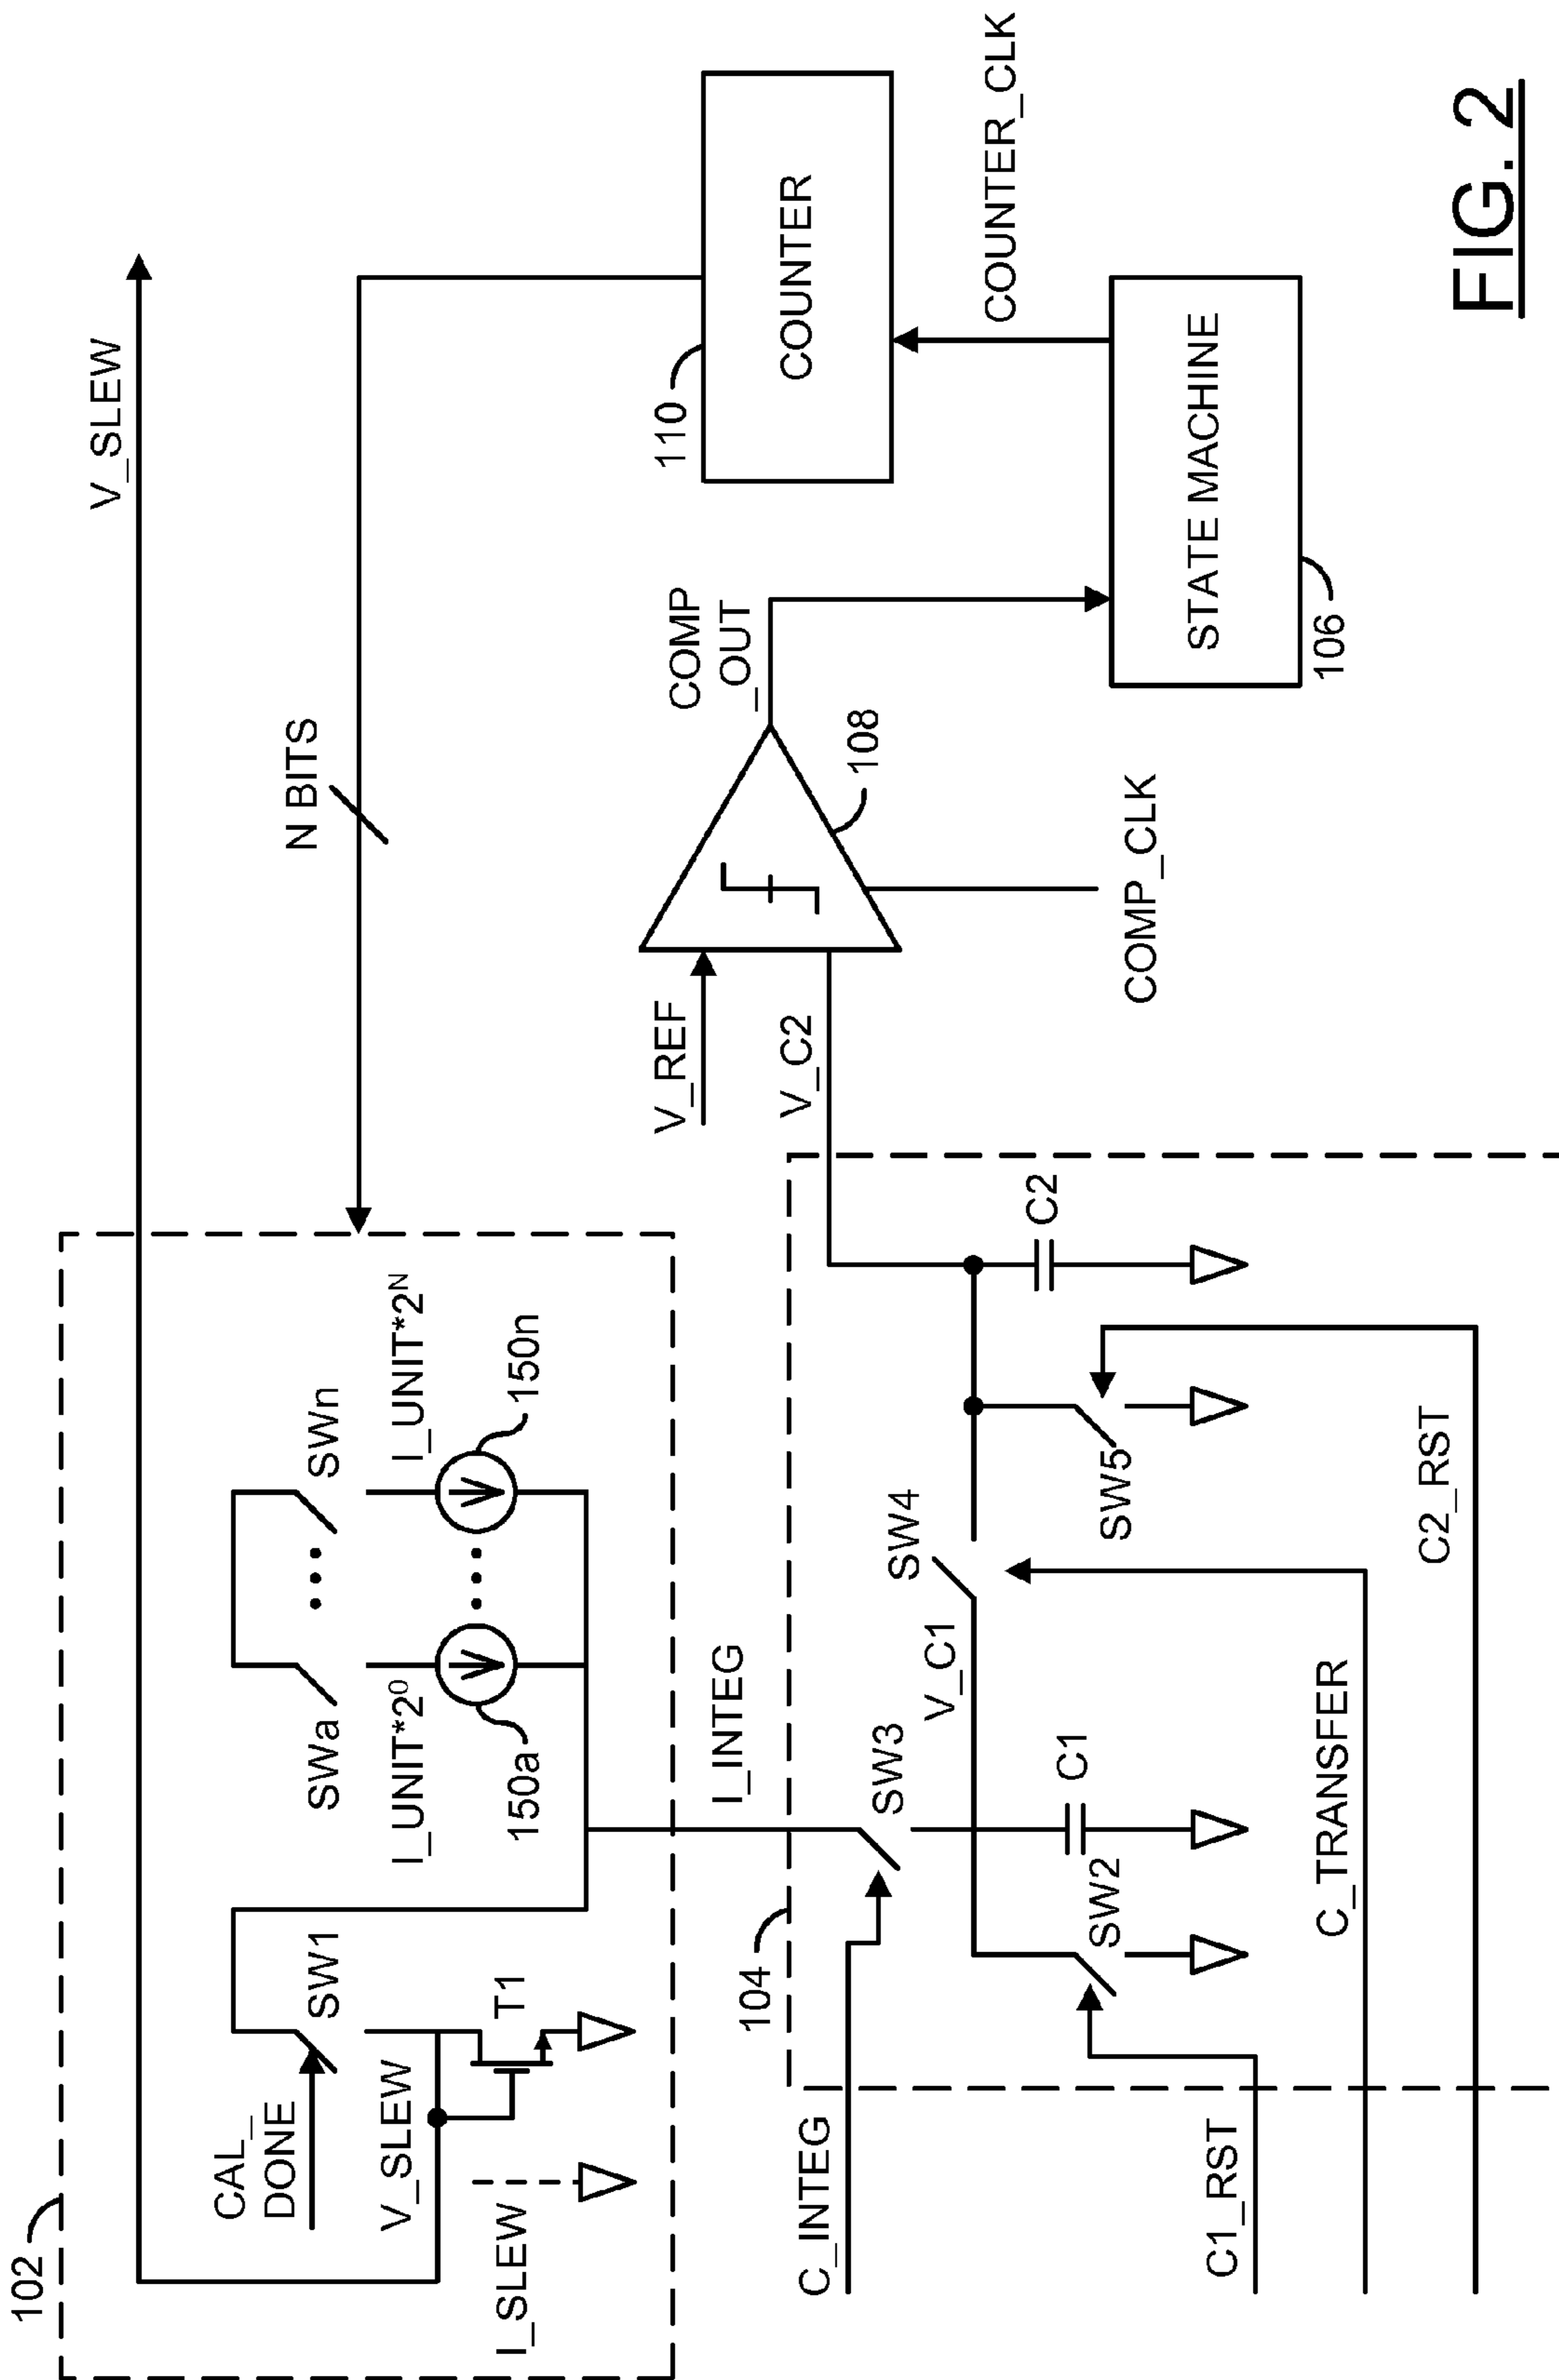 102
CAL_
DONE
SW1
V_SLEW
T1
I_SLEW
SWa
SWn
I_UNIT*2⁰
I_UNIT*2ᴺ
150a
150n
V_SLEW
N BITS
110
COUNTER
COUNTER_CLK
STATE MACHINE
106
COMP
_OUT
108
COMP_CLK
V_REF
V_C2
I_INTEG
104
C_INTEG
SW3
V_C1
SW4
C1
SW2
SW5
C2
C1_RST
C_TRANSFER
C2_RST
FIG. 2